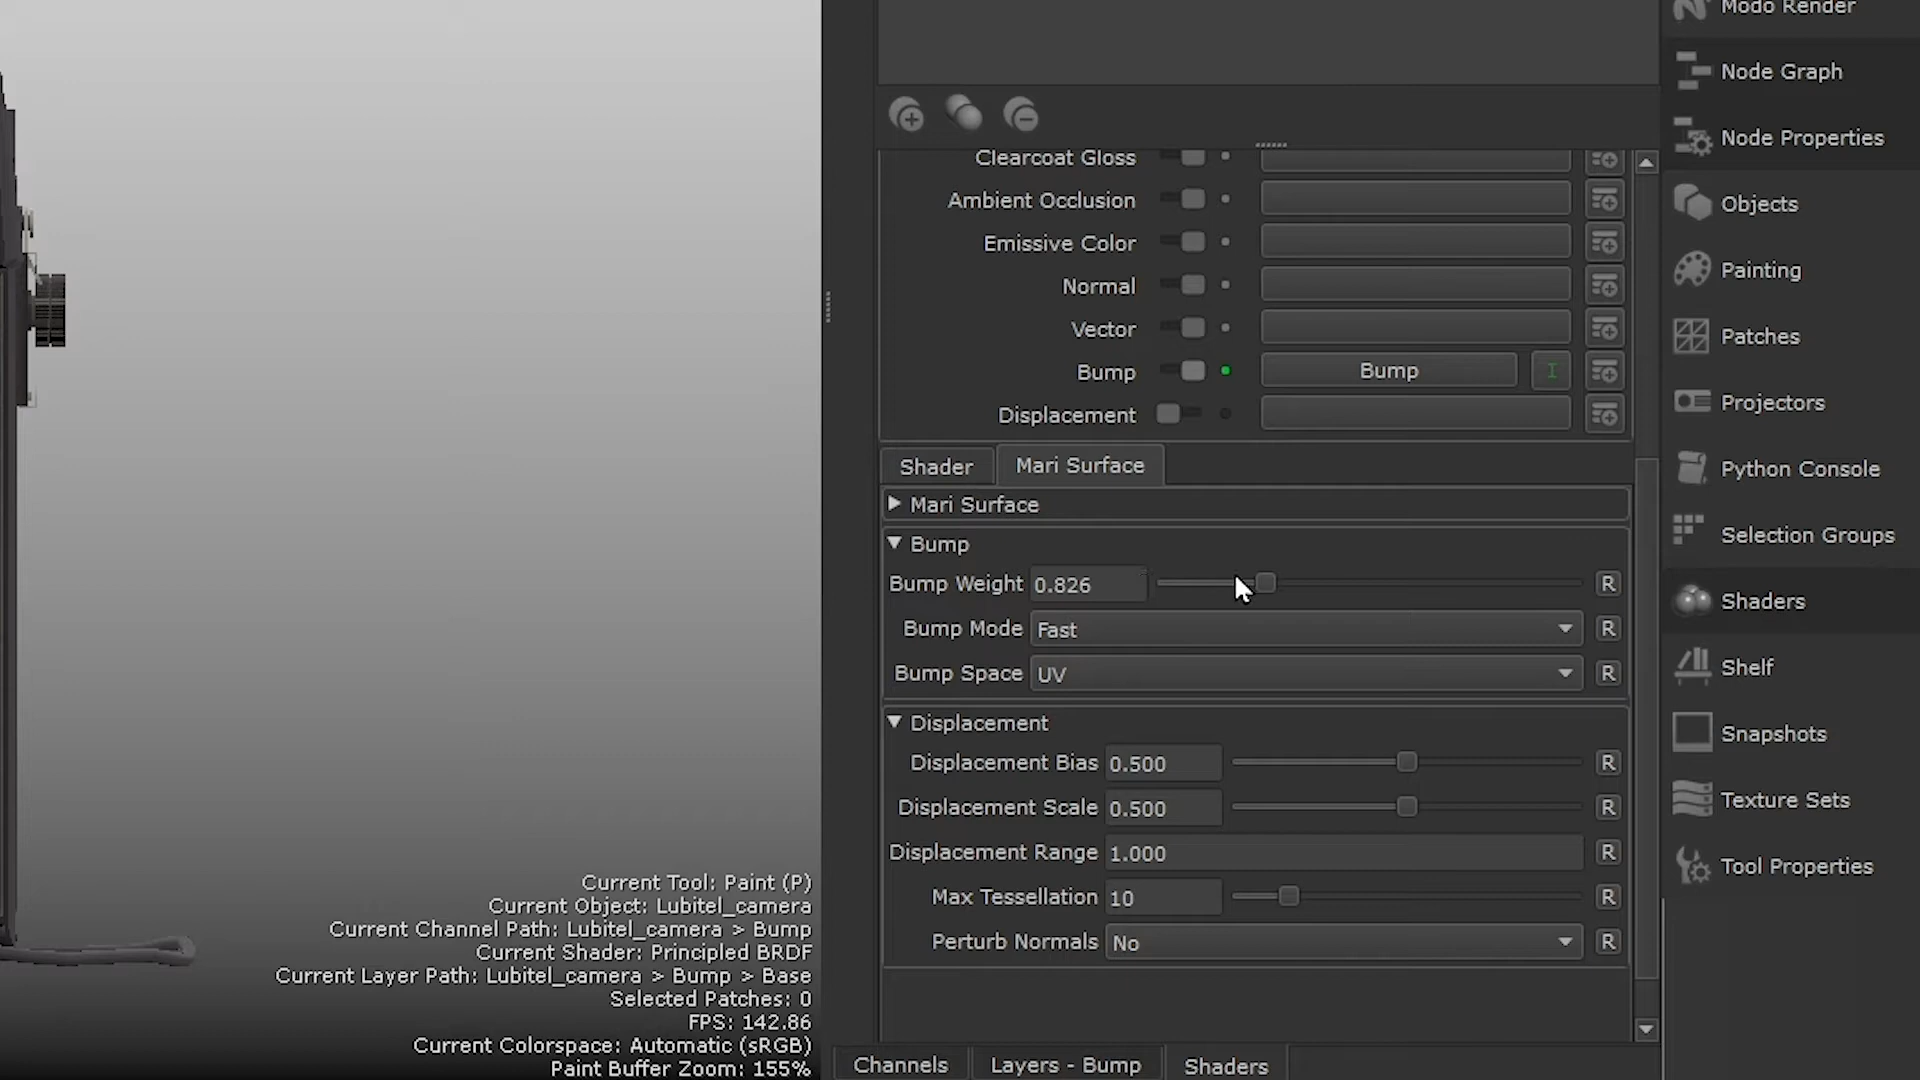 Modo Render
Node Graph
Node Properties
Objects
Painting
Patches
Projectors
Python Console
Selection Groups
Shaders
Shelf
Snapshots
Texture Sets
Tool Properties
Clearcoat Gloss
Ambient Occlusion
Emissive Color
Normal
Vector
Bump Bump I
Displacement
Shader Mari Surface
Mari Surface
Bump
Bump Weight 0.826 R
Bump Mode Fast R
Bump Space UV R
Displacement
Displacement Bias 0.500 R
Displacement Scale 0.500 R
Displacement Range 1.000 R
Max Tessellation 10 R
Perturb Normals No R
Channels Layers - Bump Shaders
Current Tool: Paint (P)
Current Object: Lubitel_camera
Current Channel Path: Lubitel_camera > Bump
Current Shader: Principled BRDF
Current Layer Path: Lubitel_camera > Bump > Base
Selected Patches: 0
FPS: 142.86
Current Colorspace: Automatic (sRGB)
Paint Buffer Zoom: 155%